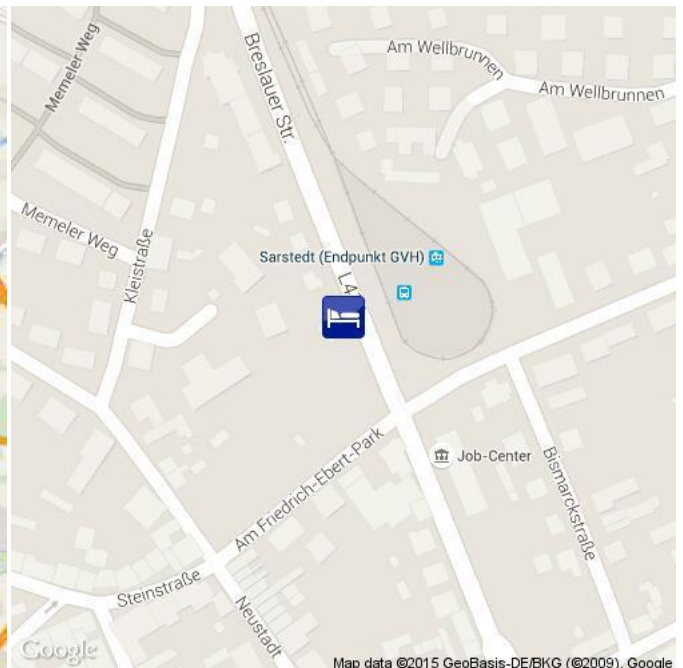 Memeler Weg
Breslauer Str.
Am Wellbrunnen
Am Wellbrunnen
Memeler Weg
Kleistraße
Sarstedt (Endpunkt GVH)
L4
Job-Center
Am Friedrich-Ebert-Park
Bismarckstraße
Steinstraße
Neustadt
Google
Map data ©2015 GeoBasis-DE/BKG (©2009), Google